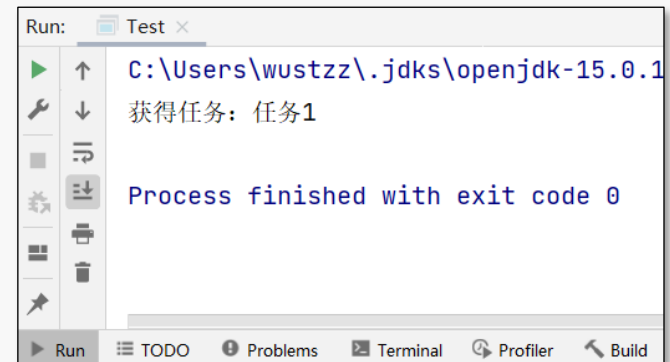 Run: Test
C:\Users\wustzz\.jdks\openjdk-15.0.1
获得任务：任务1
Process finished with exit code 0
Run TODO Problems Terminal Profiler Build